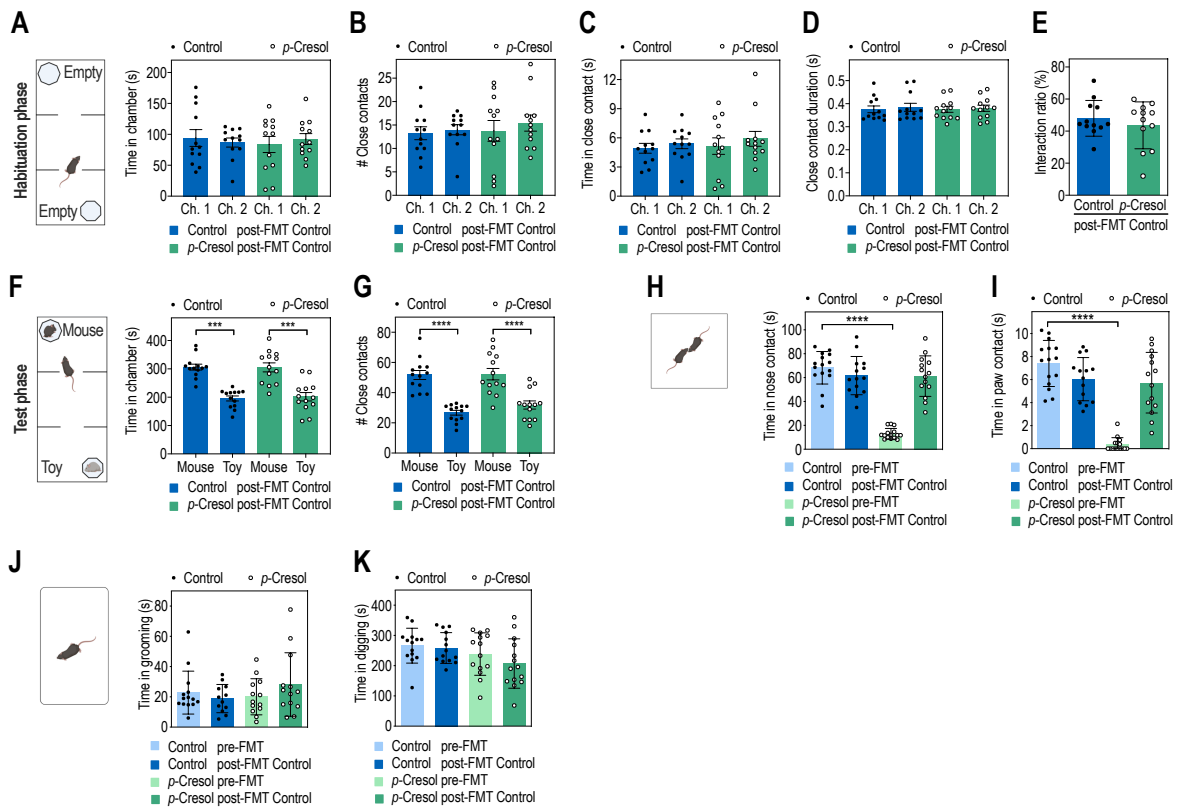 A
Habituation phase
Empty
Empty
• Control ○ p-Cresol
Time in chamber (s)
200
150
100
50
0
Ch. 1 Ch. 2 Ch. 1 Ch. 2
Control post-FMT Control
p-Cresol post-FMT Control
B
• Control ○ p-Cresol
# Close contacts
25
20
15
10
5
0
Ch. 1 Ch. 2 Ch. 1 Ch. 2
Control post-FMT Control
p-Cresol post-FMT Control
C
• Control ○ p-Cresol
Time in close contact (s)
15
10
5
0
Ch. 1 Ch. 2 Ch. 1 Ch. 2
Control post-FMT Control
p-Cresol post-FMT Control
D
• Control ○ p-Cresol
Close contact duration (s)
0.6
0.5
0.4
0.3
0.2
0.1
0.0
Ch. 1 Ch. 2 Ch. 1 Ch. 2
Control post-FMT Control
p-Cresol post-FMT Control
E
Interaction ratio (%)
80
60
40
20
0
Control p-Cresol
post-FMT Control
F
Test phase
Mouse
Toy
• Control ○ p-Cresol
Time in chamber (s)
400
300
200
100
0
*** ***
Mouse Toy Mouse Toy
Control post-FMT Control
p-Cresol post-FMT Control
G
• Control ○ p-Cresol
# Close contacts
80
60
40
20
0
**** ****
Mouse Toy Mouse Toy
Control post-FMT Control
p-Cresol post-FMT Control
H
• Control ○ p-Cresol
Time in nose contact (s)
100
80
60
40
20
0
****
Control pre-FMT
Control post-FMT Control
p-Cresol pre-FMT
p-Cresol post-FMT Control
I
• Control ○ p-Cresol
Time in paw contact (s)
10
8
6
4
2
0
****
Control pre-FMT
Control post-FMT Control
p-Cresol pre-FMT
p-Cresol post-FMT Control
J
• Control ○ p-Cresol
Time in grooming (s)
80
60
40
20
0
Control pre-FMT
Control post-FMT Control
p-Cresol pre-FMT
p-Cresol post-FMT Control
K
• Control ○ p-Cresol
Time in digging (s)
400
300
200
100
0
Control pre-FMT
Control post-FMT Control
p-Cresol pre-FMT
p-Cresol post-FMT Control